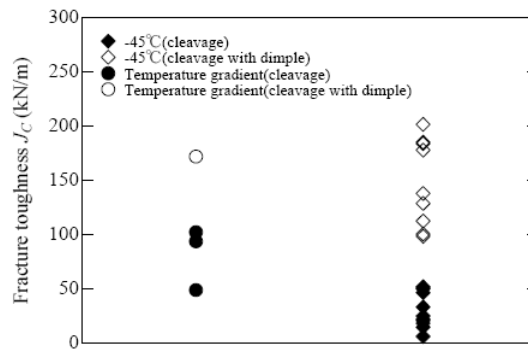 300
250
200
150
100
50
0
Fracture toughness J_C (kN/m)
-45℃(cleavage)
-45℃(cleavage with dimple)
Temperature gradient(cleavage)
Temperature gradient(cleavage with dimple)